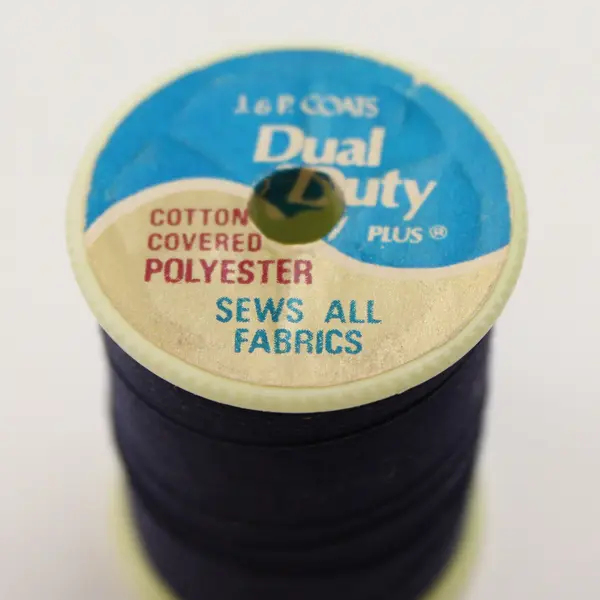 J. & P. COATS
Dual
Duty
PLUS ®
COTTON
COVERED
POLYESTER
SEWS ALL
FABRICS